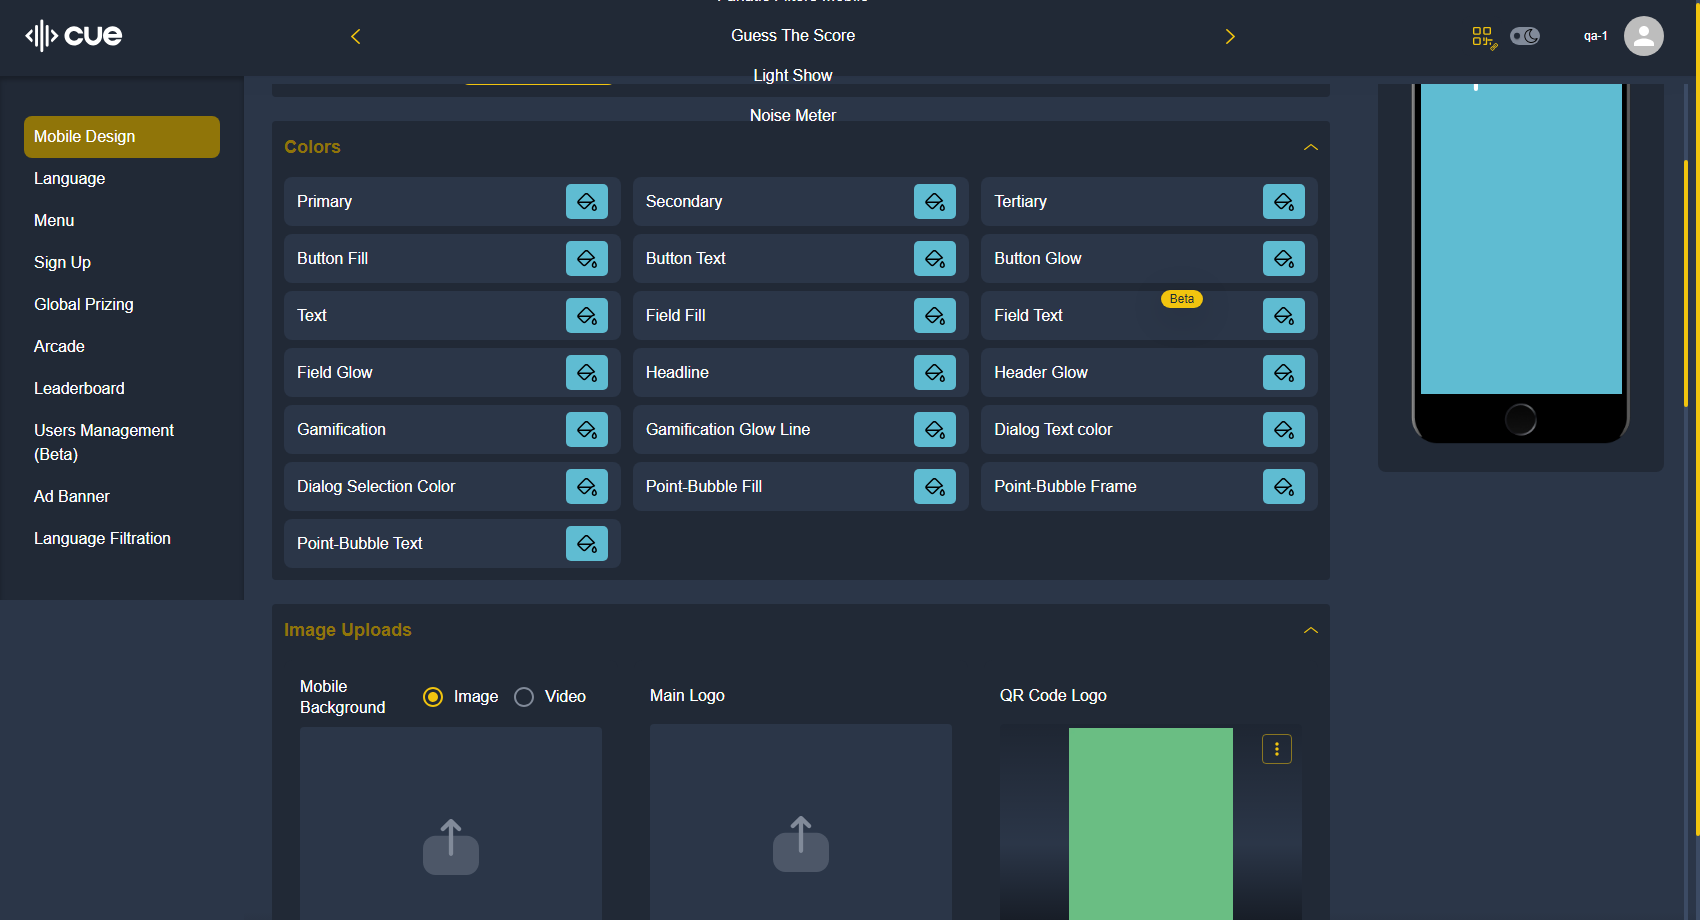 cue
Guess The Score
qa-1
Light Show
Noise Meter
Mobile Design
Language
Menu
Sign Up
Global Prizing
Arcade
Leaderboard
Users Management
(Beta)
Ad Banner
Language Filtration
Colors
Primary
Secondary
Tertiary
Button Fill
Button Text
Button Glow
Beta
Text
Field Fill
Field Text
Field Glow
Headline
Header Glow
Gamification
Gamification Glow Line
Dialog Text color
Dialog Selection Color
Point-Bubble Fill
Point-Bubble Frame
Point-Bubble Text
Image Uploads
Mobile
Background
Image
Video
Main Logo
QR Code Logo